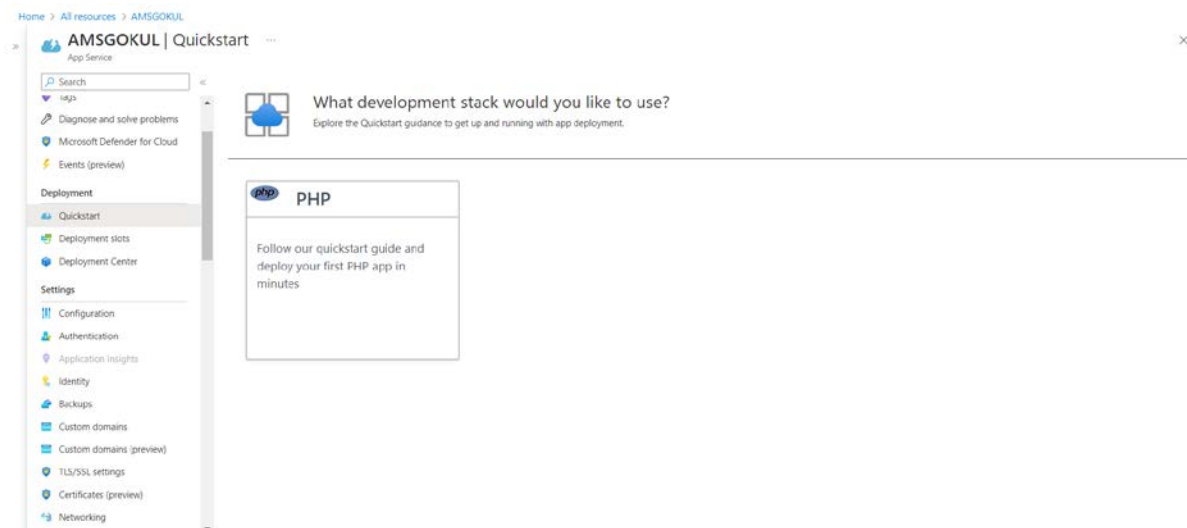 Home > All resources > AMSGOKUL
AMSGOKUL | Quickstart ...
App Service
Search
Tags
Diagnose and solve problems
Microsoft Defender for Cloud
Events (preview)
Deployment
Quickstart
Deployment slots
Deployment Center
Settings
Configuration
Authentication
Application Insights
Identity
Backups
Custom domains
Custom domains (preview)
TLS/SSL settings
Certificates (preview)
Networking
What development stack would you like to use?
Explore the Quickstart guidance to get up and running with app deployment.
php
PHP
Follow our quickstart guide and
deploy your first PHP app in
minutes